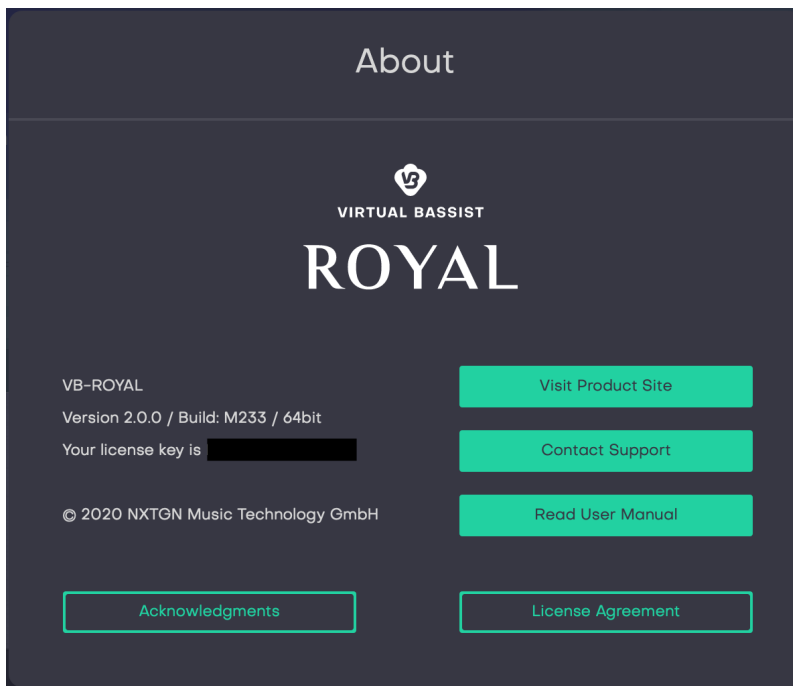 About
VB
VIRTUAL BASSIST
ROYAL
VB-ROYAL
Version 2.0.0 / Build: M233 / 64bit
Your license key is
© 2020 NXTGN Music Technology GmbH
Visit Product Site
Contact Support
Read User Manual
Acknowledgments
License Agreement